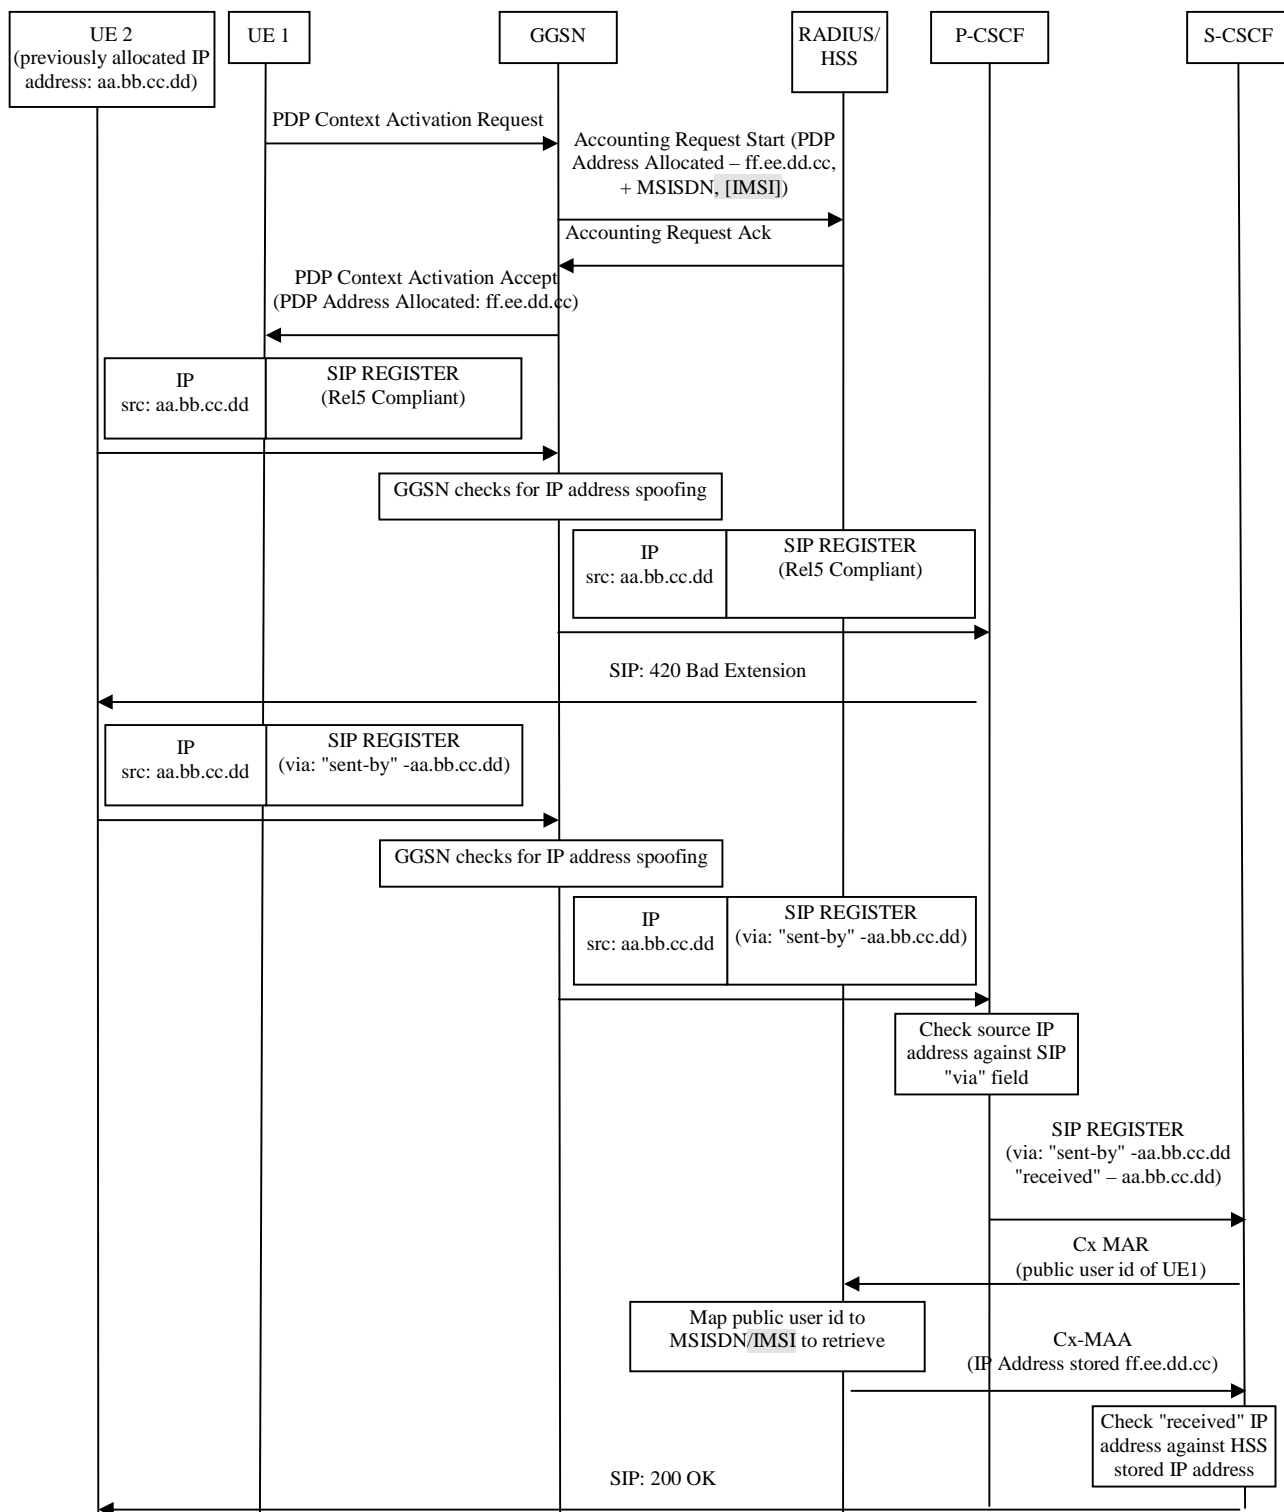 UE 2
(previously allocated IP
address: aa.bb.cc.dd)
UE 1
GGSN
RADIUS/
HSS
P-CSCF
S-CSCF
PDP Context Activation Request
Accounting Request Start (PDP
Address Allocated – ff.ee.dd.cc,
+ MSISDN, [IMSI])
Accounting Request Ack
PDP Context Activation Accept
(PDP Address Allocated: ff.ee.dd.cc)
IP
src: aa.bb.cc.dd
SIP REGISTER
(Rel5 Compliant)
GGSN checks for IP address spoofing
IP
src: aa.bb.cc.dd
SIP REGISTER
(Rel5 Compliant)
SIP: 420 Bad Extension
IP
src: aa.bb.cc.dd
SIP REGISTER
(via: "sent-by" -aa.bb.cc.dd)
GGSN checks for IP address spoofing
IP
src: aa.bb.cc.dd
SIP REGISTER
(via: "sent-by" -aa.bb.cc.dd)
Check source IP
address against SIP
"via" field
SIP REGISTER
(via: "sent-by" -aa.bb.cc.dd
"received" – aa.bb.cc.dd)
Cx MAR
(public user id of UE1)
Map public user id to
MSISDN/IMSI to retrieve
Cx-MAA
(IP Address stored ff.ee.dd.cc)
Check "received" IP
address against HSS
stored IP address
SIP: 200 OK